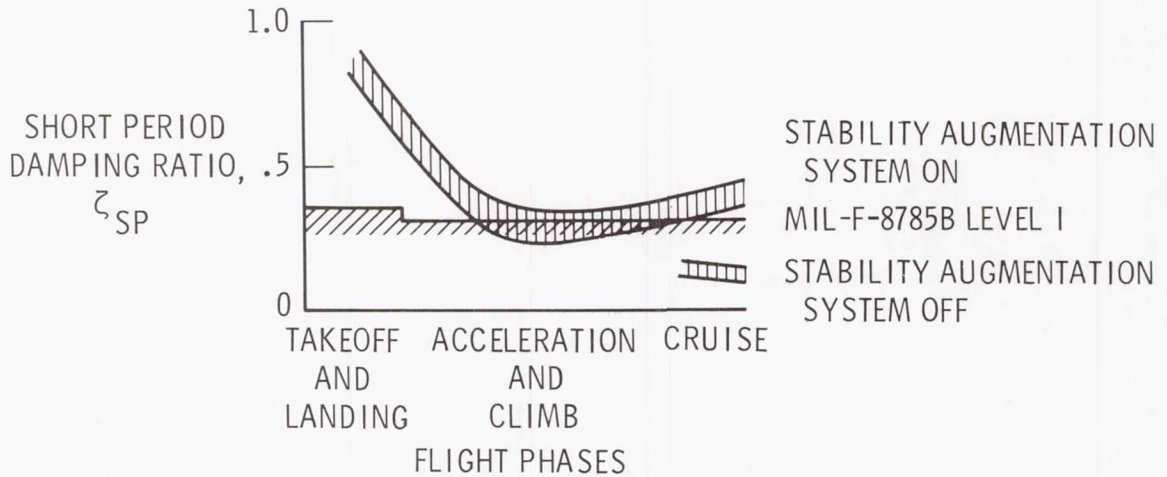 1.0
SHORT PERIOD
DAMPING RATIO,
ζSP
.5
0
STABILITY AUGMENTATION
SYSTEM ON
MIL-F-8785B LEVEL I
STABILITY AUGMENTATION
SYSTEM OFF
TAKEOFF
AND
LANDING
ACCELERATION
AND
CLIMB
CRUISE
FLIGHT PHASES